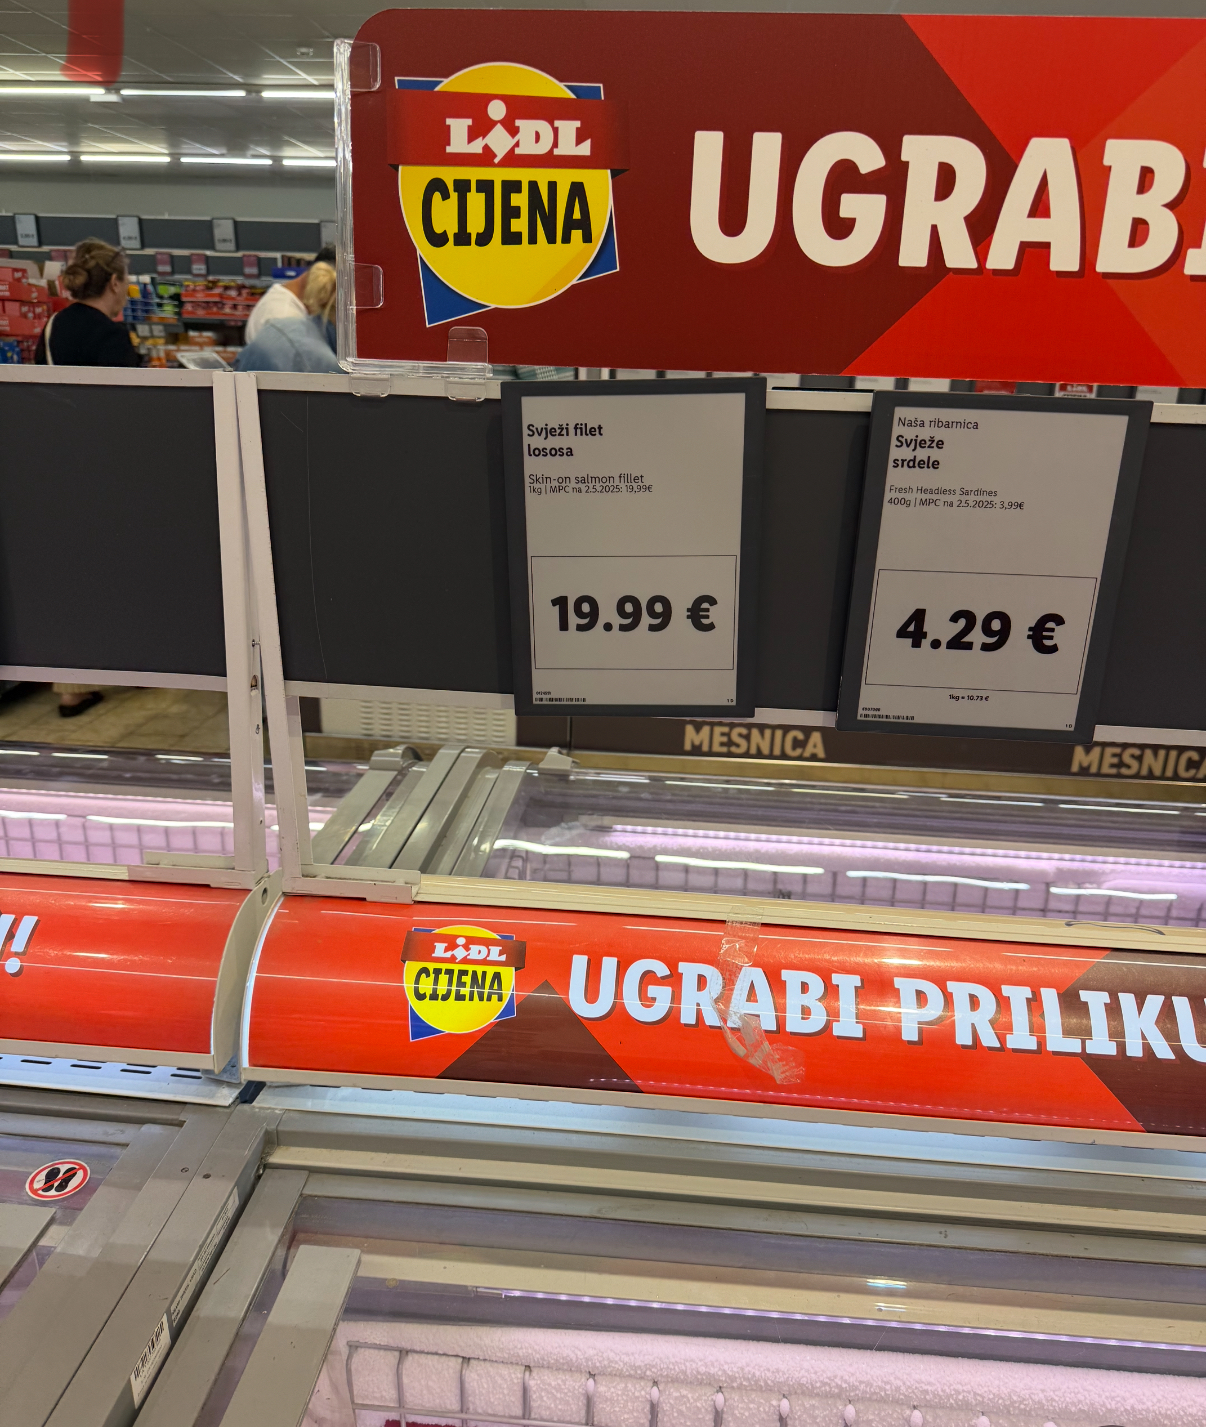 LIDL
CIJENA
UGRABI
Svježi filet
lososa
Skin-on salmon fillet
1kg | MPC na 2.5.2025: 19,99€
19.99 €
Naša ribarnica
Svježe
srdele
Fresh Headless Sardines
400g | MPC na 2.5.2025: 3,99€
4.29 €
1kg = 10.73 €
MESNICA
MESNICA
!
LIDL
CIJENA
UGRABI PRILIKU